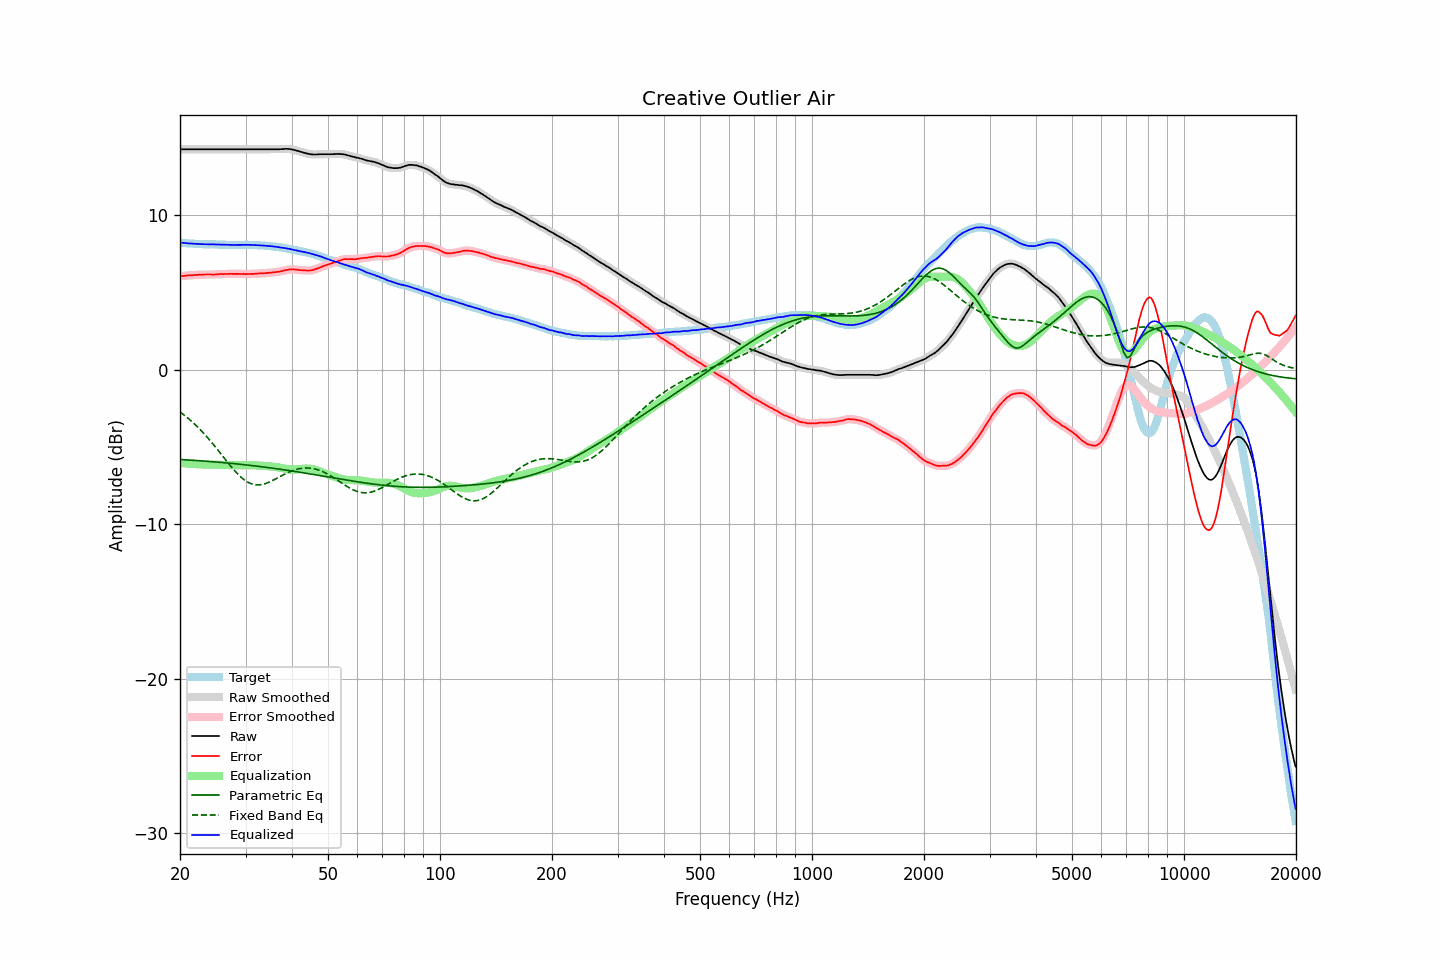 Creative Outlier Air
Amplitude (dBr)
10
0
−10
−20
−30
Target
Raw Smoothed
Error Smoothed
Raw
Error
Equalization
Parametric Eq
Fixed Band Eq
Equalized
20 50 100 200 500 1000 2000 5000 10000 20000
Frequency (Hz)